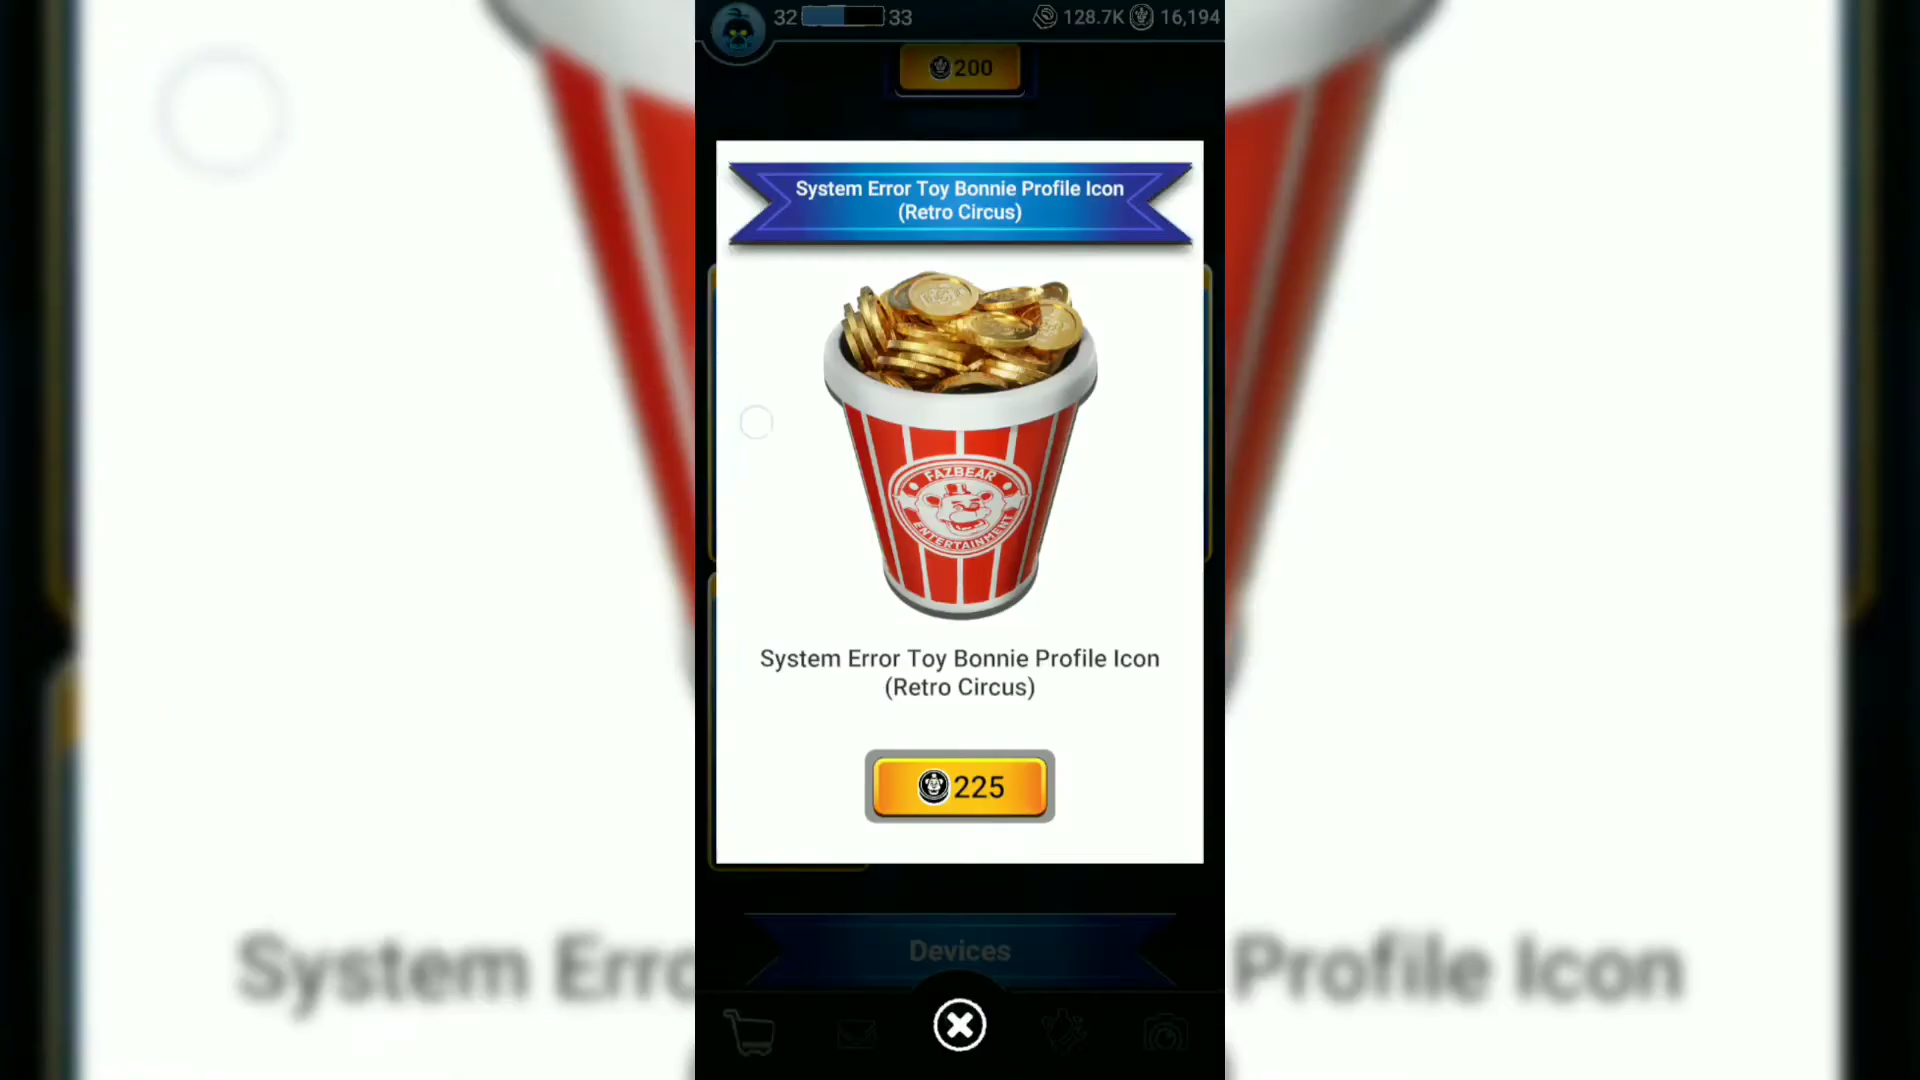 32 33 128.7K 16,194
200
System Error Toy Bonnie Profile Icon
(Retro Circus)
FAZBEAR
ENTERTAINMENT
System Error Toy Bonnie Profile Icon
(Retro Circus)
225
Devices
System Erro Profile Icon